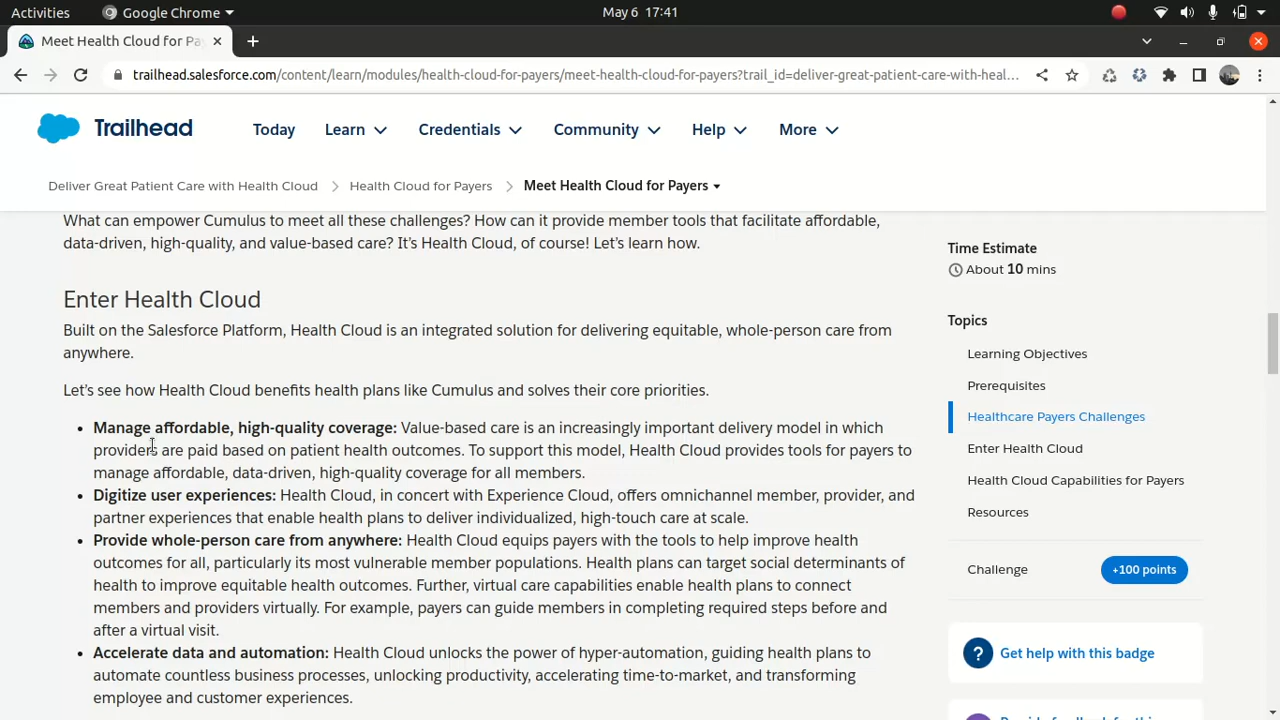 Activities
Google Chrome
May 6 17:41
Meet Health Cloud for Pa
trailhead.salesforce.com/content/learn/modules/health-cloud-for-payers/meet-health-cloud-for-payers?trail_id=deliver-great-patient-care-with-heal...
Trailhead
Today
Learn
Credentials
Community
Help
More
Deliver Great Patient Care with Health Cloud
Health Cloud for Payers
Meet Health Cloud for Payers
What can empower Cumulus to meet all these challenges? How can it provide member tools that facilitate affordable,
data-driven, high-quality, and value-based care? It’s Health Cloud, of course! Let’s learn how.
Enter Health Cloud
Built on the Salesforce Platform, Health Cloud is an integrated solution for delivering equitable, whole-person care from
anywhere.
Let’s see how Health Cloud benefits health plans like Cumulus and solves their core priorities.
• Manage affordable, high-quality coverage: Value-based care is an increasingly important delivery model in which
providers are paid based on patient health outcomes. To support this model, Health Cloud provides tools for payers to
manage affordable, data-driven, high-quality coverage for all members.
• Digitize user experiences: Health Cloud, in concert with Experience Cloud, offers omnichannel member, provider, and
partner experiences that enable health plans to deliver individualized, high-touch care at scale.
• Provide whole-person care from anywhere: Health Cloud equips payers with the tools to help improve health
outcomes for all, particularly its most vulnerable member populations. Health plans can target social determinants of
health to improve equitable health outcomes. Further, virtual care capabilities enable health plans to connect
members and providers virtually. For example, payers can guide members in completing required steps before and
after a virtual visit.
• Accelerate data and automation: Health Cloud unlocks the power of hyper-automation, guiding health plans to
automate countless business processes, unlocking productivity, accelerating time-to-market, and transforming
employee and customer experiences.
Time Estimate
About 10 mins
Topics
Learning Objectives
Prerequisites
Healthcare Payers Challenges
Enter Health Cloud
Health Cloud Capabilities for Payers
Resources
Challenge
+100 points
? Get help with this badge